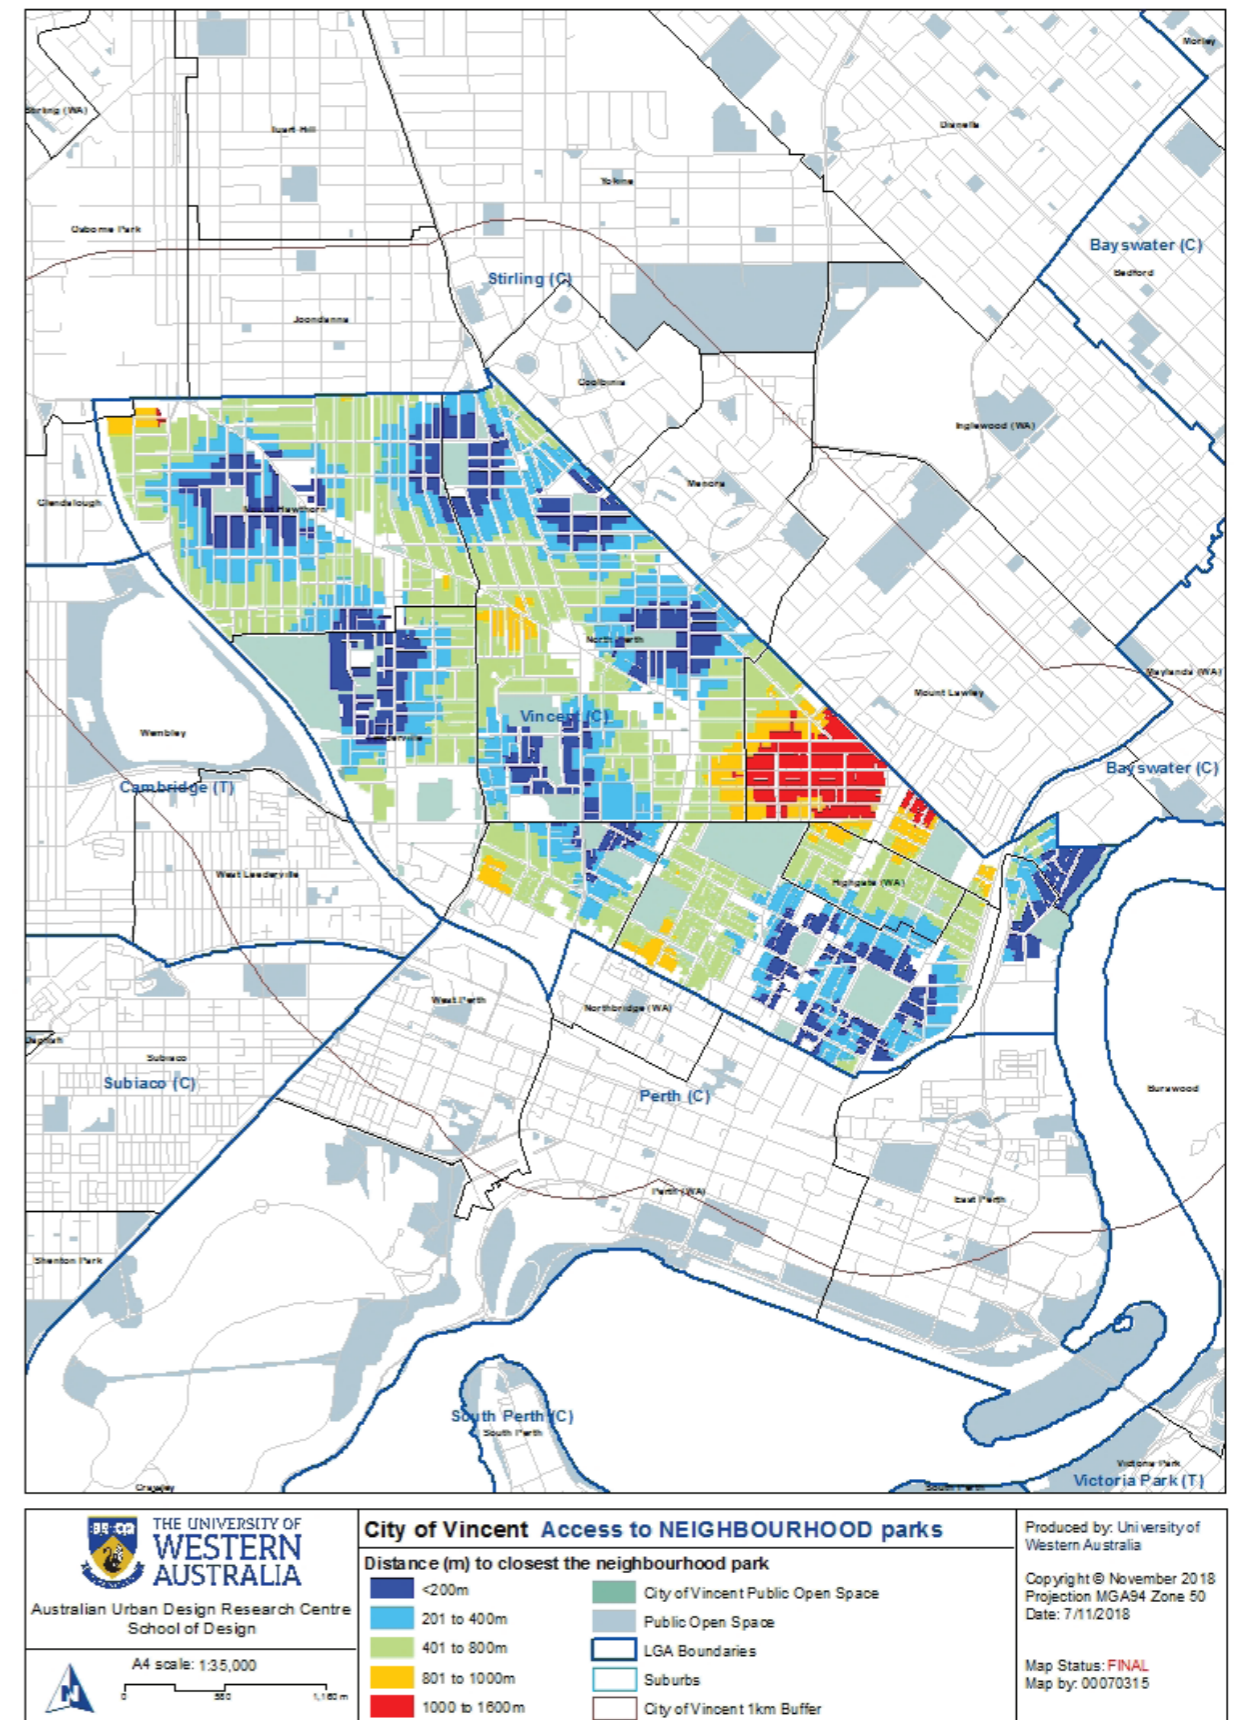 Morley
Stirling (WA)
Dianella
Tuart Hill
Yokine
Osborne Park
Bayswater (C)
Bedford
Stirling (C)
Joondanna
Coolbinia
Inglewood (WA)
Menora
Glendalough
Mount Hawthorn
North Perth
Maylands (WA)
Mount Lawley
Vincent (C)
Wembley
Leederville
Bayswater (C)
Cambridge (T)
West Leederville
Highgate (WA)
West Perth
Northbridge (WA)
Daglish
Subiaco
Subiaco (C)
Burswood
Perth (C)
Perth (WA)
East Perth
Shenton Park
South Perth (C)
South Perth
Victoria Park
Victoria Park (T)
Crawley
South Perth
THE UNIVERSITY OF
WESTERN
AUSTRALIA
Australian Urban Design Research Centre
School of Design
A4 scale: 1:35,000
N
0 580 1,160 m
City of Vincent Access to NEIGHBOURHOOD parks
Distance (m) to closest the neighbourhood park
<200m
201 to 400m
401 to 800m
801 to 1000m
1000 to 1600m
City of Vincent Public Open Space
Public Open Space
LGA Boundaries
Suburbs
City of Vincent 1km Buffer
Produced by: University of
Western Australia
Copyright © November 2018
Projection MGA94 Zone 50
Date: 7/11/2018
Map Status: FINAL
Map by: 00070315